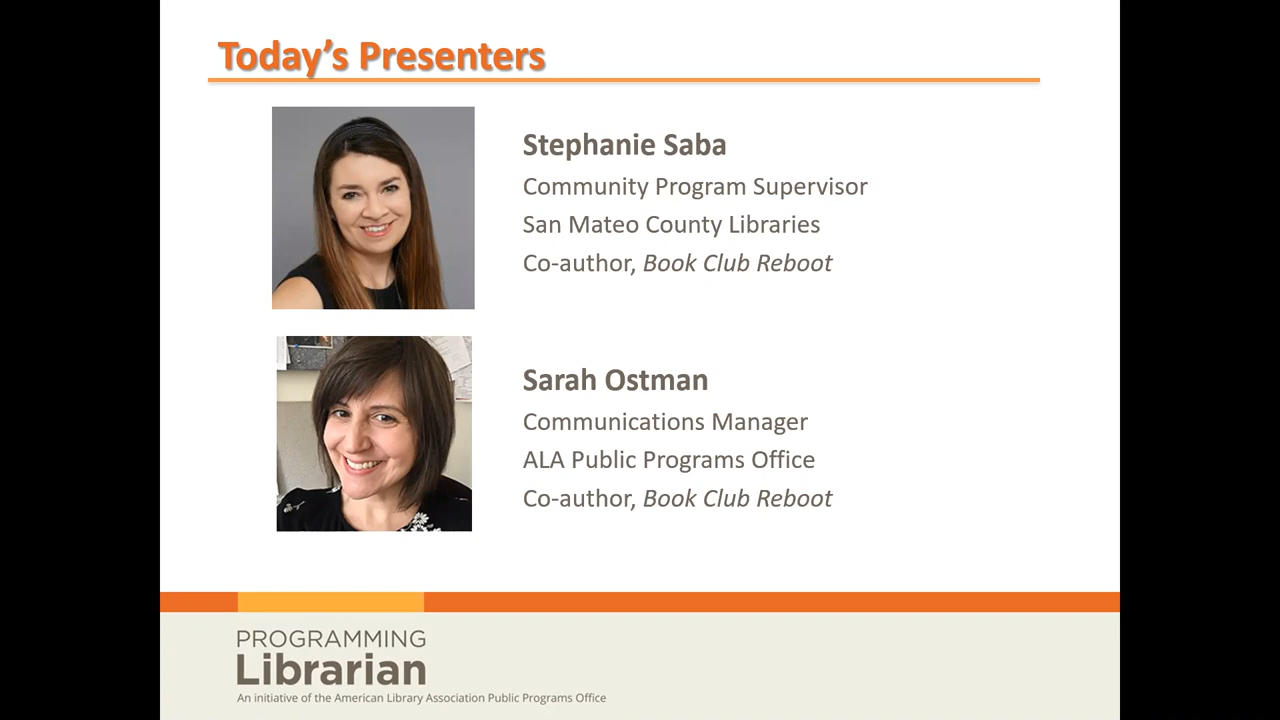 Today's Presenters
Stephanie Saba
Community Program Supervisor
San Mateo County Libraries
Co-author, Book Club Reboot
Sarah Ostman
Communications Manager
ALA Public Programs Office
Co-author, Book Club Reboot
PROGRAMMING
Librarian
An initiative of the American Library Association Public Programs Office